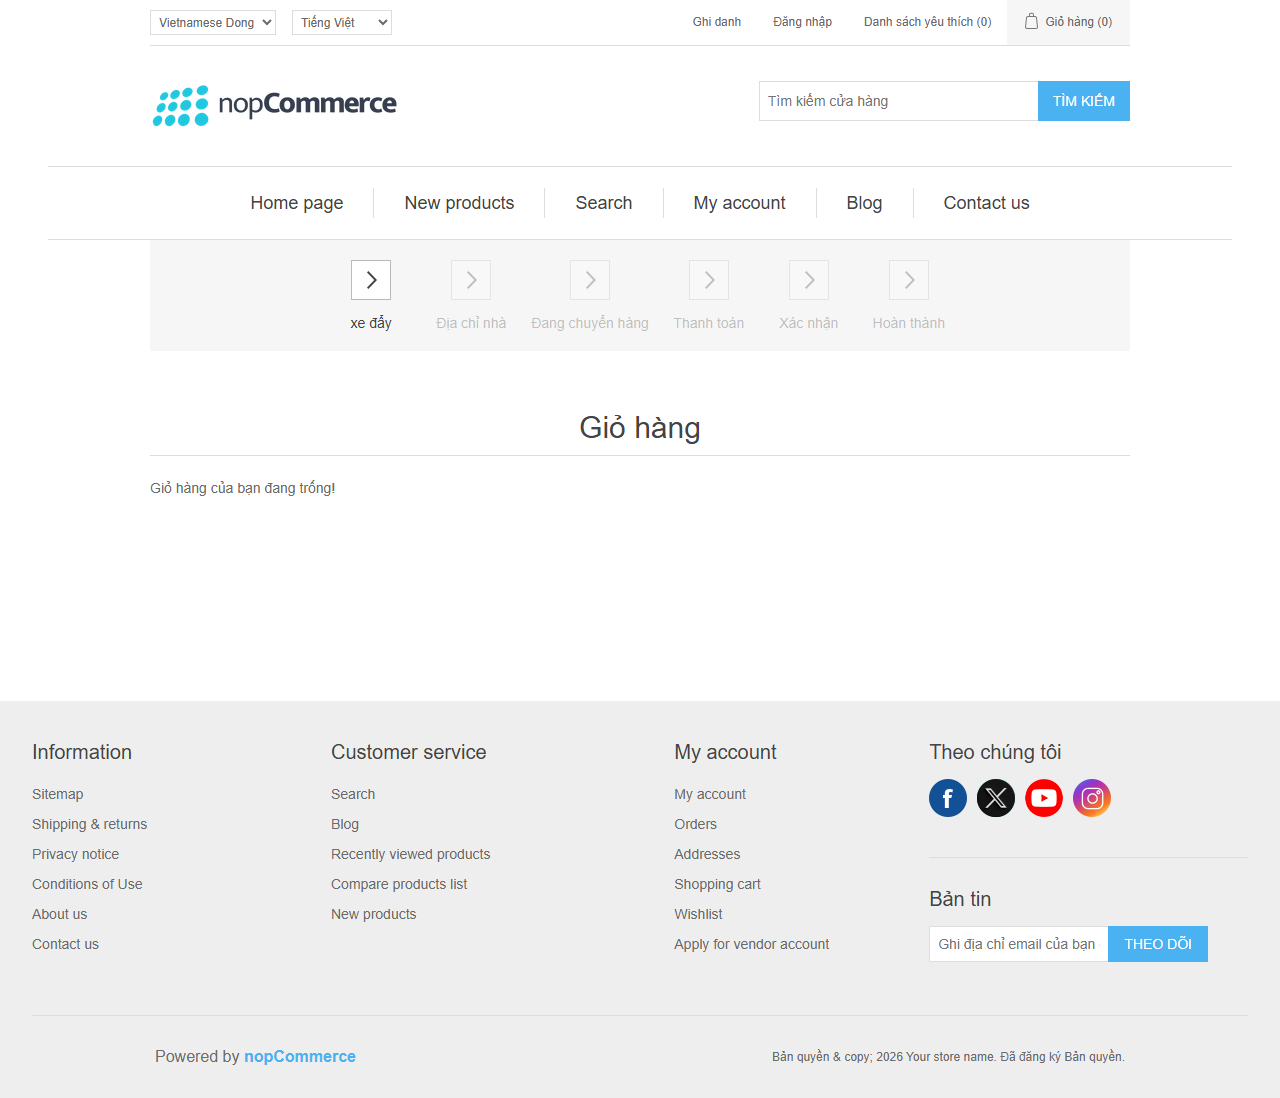 Vietnamese Dong Tiếng Việt Ghi danh Đăng nhập Danh sách yêu thích (0) Giỏ hàng (0)
nopCommerce Tìm kiếm cửa hàng TÌM KIẾM
Home page New products Search My account Blog Contact us
xe đẩy Địa chỉ nhà Đang chuyển hàng Thanh toán Xác nhận Hoàn thành
Giỏ hàng
Giỏ hàng của bạn đang trống!
Information
Sitemap
Shipping & returns
Privacy notice
Conditions of Use
About us
Contact us
Customer service
Search
Blog
Recently viewed products
Compare products list
New products
My account
My account
Orders
Addresses
Shopping cart
Wishlist
Apply for vendor account
Theo chúng tôi
Bản tin
Ghi địa chỉ email của bạn THEO DÕI
Powered by nopCommerce
Bản quyền & copy; 2026 Your store name. Đã đăng ký Bản quyền.